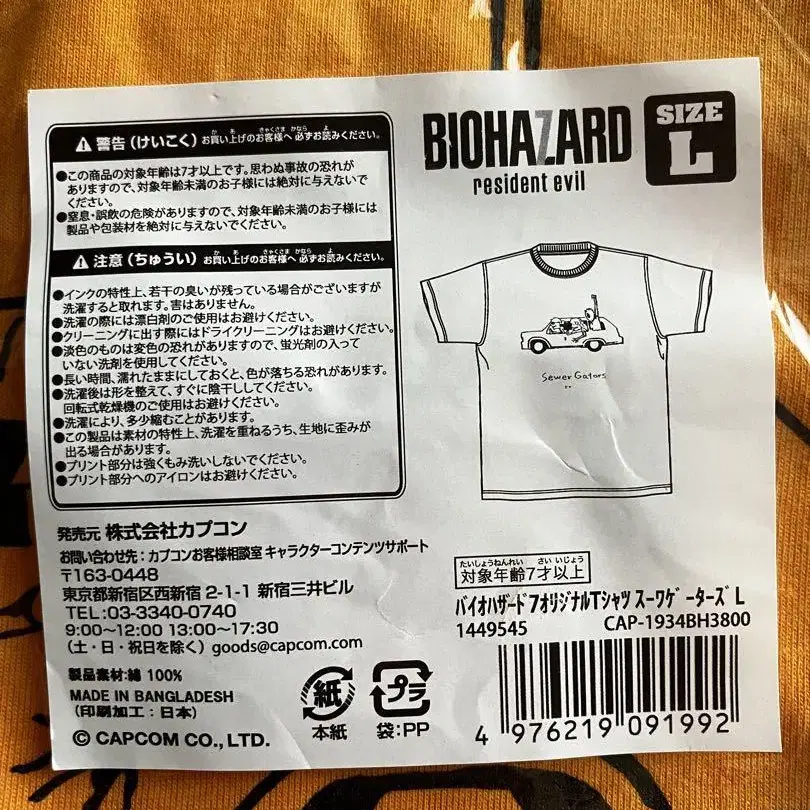 ⚠ 警告(けいこく) お買い上げのお客様へ 必ずお読みください。
●この商品の対象年齢は7才以上です。思わぬ事故の恐れが
ありますので、対象年齢未満のお子様には絶対に与えないで
ください。
●窒息・誤飲の危険がありますので、対象年齢未満のお子様には
製品や包装材を与えないでください。
⚠ 注意(ちゅうい) お買い上げのお客様へ 必ずお読みください。
●インクの特性上、若干の臭いが残っている場合がございますが
洗濯すると取れます。害はありません。
●洗濯の際には漂白剤のご使用はお避けください。
●クリーニングに出す際にはドライクリーニングはお避けください。
●淡色のものは変色の恐れがありますので、蛍光剤の入って
いない洗剤を使用してください。
●長い時間、濡れたままにしておくと、色が落ちる恐れがあります。
●洗濯後は形を整えて、すぐに陰干ししてください。
回転式乾燥機のご使用はお避けください。
●洗濯により、多少縮むことがあります。
●この製品は素材の特性上、洗濯を重ねるうち、生地に歪みが
出る場合があります。
●プリント部分は強くもみ洗いしないでください。
●プリント部分へのアイロンはお避けください。
発売元 株式会社カプコン
お問い合わせ先:カプコンお客様相談室 キャラクターコンテンツサポート
〒163-0448
東京都新宿区西新宿 2-1-1 新宿三井ビル
TEL:03-3340-0740
9:00~12:00 13:00~17:30
(土・日・祝日を除く) goods@capcom.com
製品素材:綿 100%
MADE IN BANGLADESH
(印刷加工:日本)
© CAPCOM CO., LTD.
紙
本紙
プラ
袋:PP
BIOHAZARD
resident evil
SIZE
L
Sewer Gators
たいしょうねんれい さい いじょう
対象年齢7才以上
バイオハザード7オリジナルTシャツ スーワゲーターズ L
1449545 CAP-1934BH3800
4 976219 091992